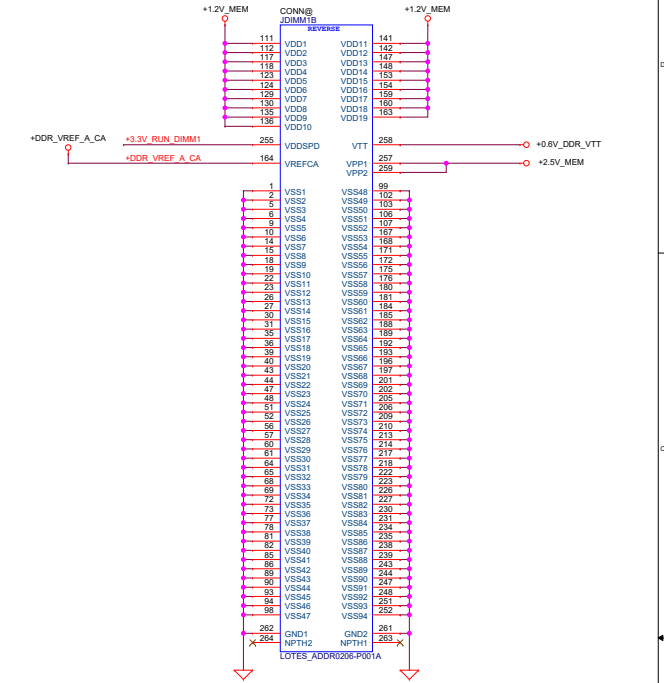 +1.2V_MEM CONN@ +1.2V_MEM
JDIMM1B
REVERSE
111 VDD1 VDD11 141
112 VDD2 VDD12 142
117 VDD3 VDD13 147
118 VDD4 VDD14 148
123 VDD5 VDD15 153
124 VDD6 VDD16 154
129 VDD7 VDD17 159
130 VDD8 VDD18 160
135 VDD9 VDD19 163
136 VDD10
+DDR_VREF_A_CA +3.3V_RUN_DIMM1 255 VDDSPD VTT 258 +0.6V_DDR_VTT
+DDR_VREF_A_CA 164 VREFCA VPP1 257 +2.5V_MEM
VPP2 259
1 VSS1 VSS48 99
2 VSS2 VSS49 102
5 VSS3 VSS50 103
6 VSS4 VSS51 106
9 VSS5 VSS52 107
10 VSS6 VSS53 167
14 VSS7 VSS54 168
15 VSS8 VSS55 171
18 VSS9 VSS56 172
19 VSS10 VSS57 175
22 VSS11 VSS58 176
23 VSS12 VSS59 180
26 VSS13 VSS60 181
27 VSS14 VSS61 184
30 VSS15 VSS62 185
31 VSS16 VSS63 188
35 VSS17 VSS64 189
36 VSS18 VSS65 192
39 VSS19 VSS66 193
40 VSS20 VSS67 196
43 VSS21 VSS68 197
44 VSS22 VSS69 201
47 VSS23 VSS70 202
48 VSS24 VSS71 205
51 VSS25 VSS72 206
52 VSS26 VSS73 209
56 VSS27 VSS74 210
57 VSS28 VSS75 213
60 VSS29 VSS76 214
61 VSS30 VSS77 217
64 VSS31 VSS78 218
65 VSS32 VSS79 222
68 VSS33 VSS80 223
69 VSS34 VSS81 226
72 VSS35 VSS82 227
73 VSS36 VSS83 230
77 VSS37 VSS84 231
78 VSS38 VSS85 234
81 VSS39 VSS86 235
82 VSS40 VSS87 238
85 VSS41 VSS88 239
86 VSS42 VSS89 243
89 VSS43 VSS90 244
90 VSS44 VSS91 247
93 VSS45 VSS92 248
94 VSS46 VSS93 251
98 VSS47 VSS94 252
262 GND1 GND2 261
264 NPTH2 NPTH1 263
LOTES_ADDR0206-P001A